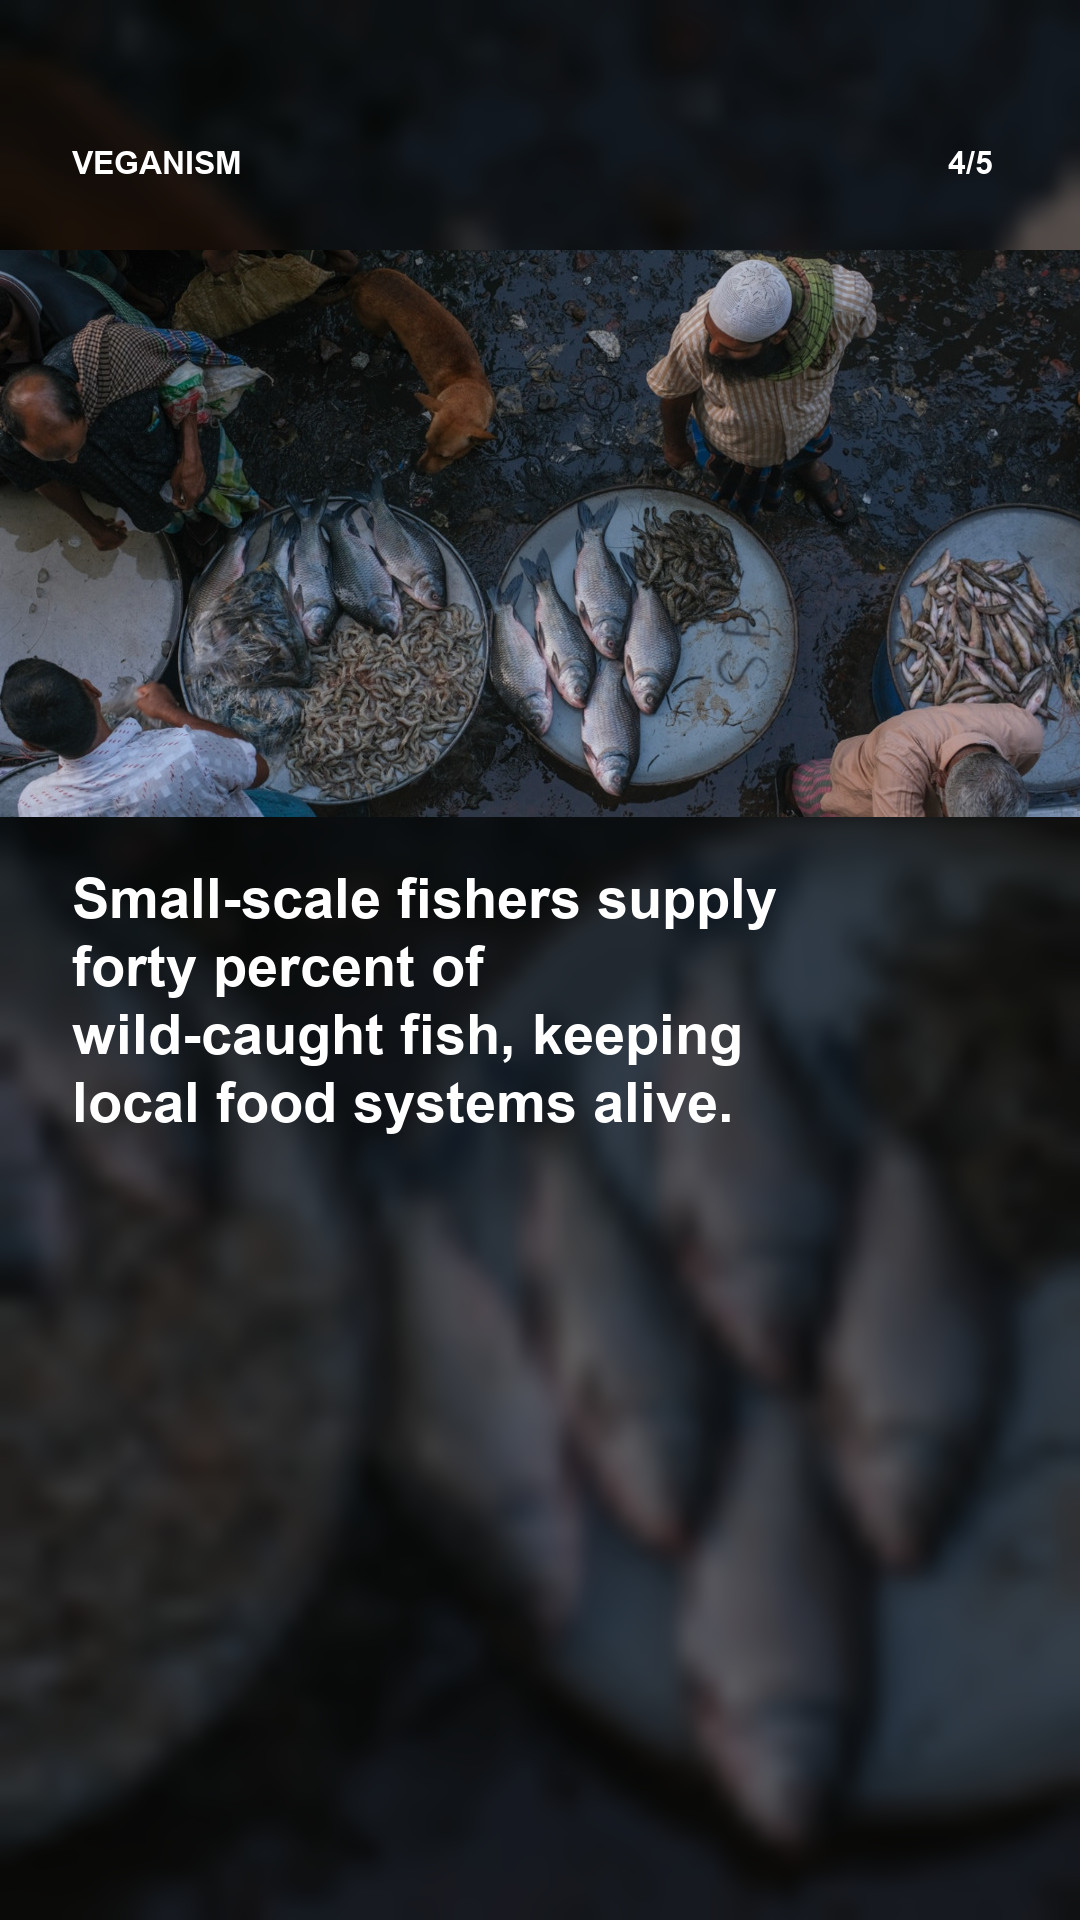 VEGANISM
4/5
Small-scale fishers supply
forty percent of
wild-caught fish, keeping
local food systems alive.